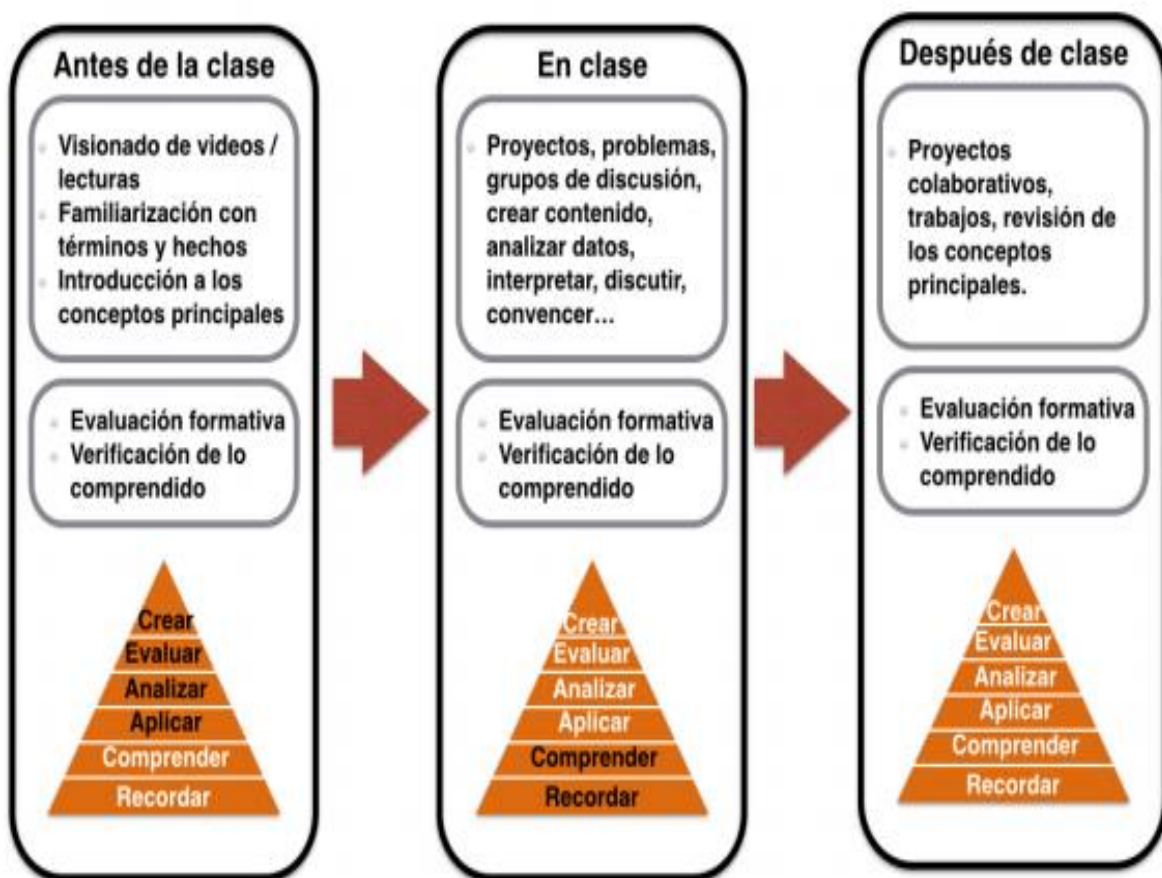 Antes de la clase
Visionado de videos /
lecturas
Familiarización con
términos y hechos
Introducción a los
conceptos principales
Evaluación formativa
Verificación de lo
comprendido
Crear
Evaluar
Analizar
Aplicar
Comprender
Recordar
En clase
Proyectos, problemas,
grupos de discusión,
crear contenido,
analizar datos,
interpretar, discutir,
convencer...
Evaluación formativa
Verificación de lo
comprendido
Crear
Evaluar
Analizar
Aplicar
Comprender
Recordar
Después de clase
Proyectos
colaborativos,
trabajos, revisión de
los conceptos
principales.
Evaluación formativa
Verificación de lo
comprendido
Crear
Evaluar
Analizar
Aplicar
Comprender
Recordar